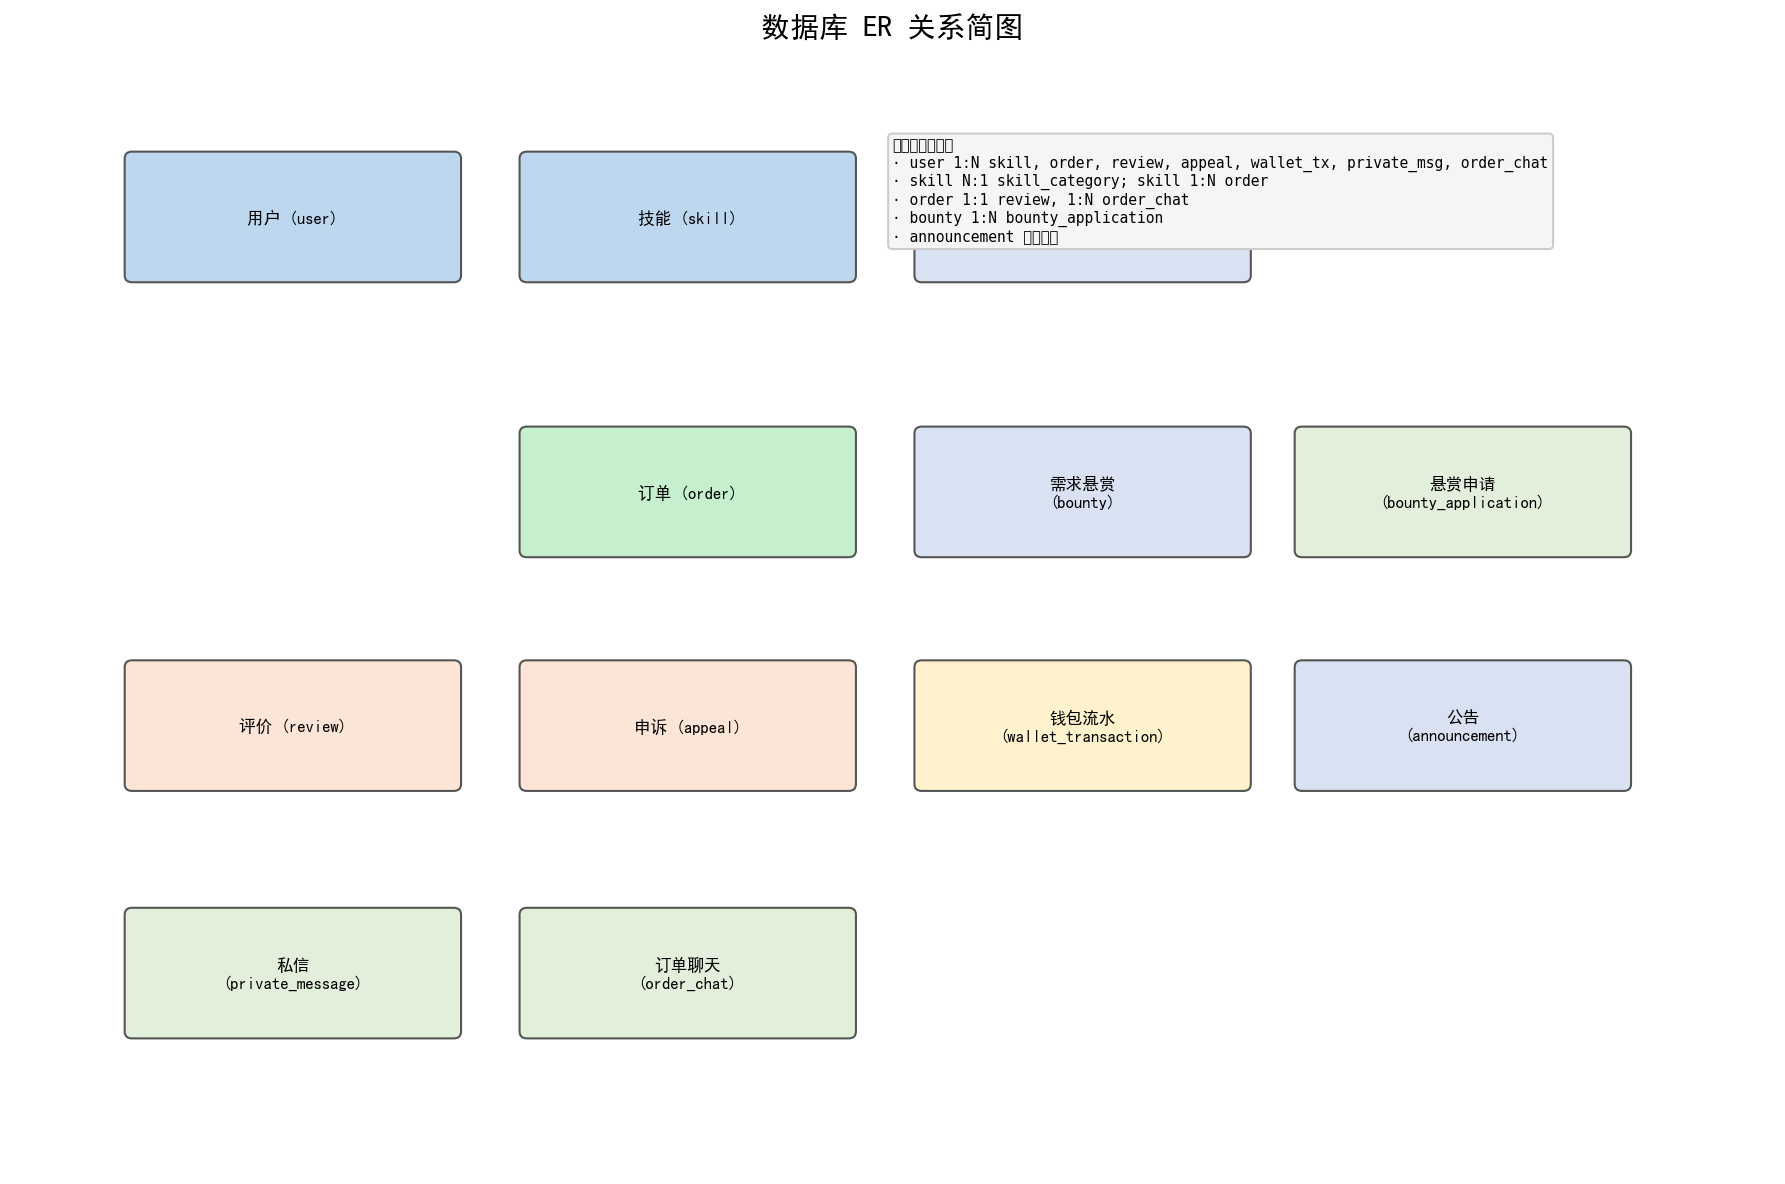 数据库 ER 关系简图
· user 1:N skill, order, review, appeal, wallet_tx, private_msg, order_chat
· skill N:1 skill_category; skill 1:N order
· order 1:1 review, 1:N order_chat
· bounty 1:N bounty_application
· announcement
用户 (user)
技能 (skill)
订单 (order)
需求悬赏
(bounty)
悬赏申请
(bounty_application)
评价 (review)
申诉 (appeal)
钱包流水
(wallet_transaction)
公告
(announcement)
私信
(private_message)
订单聊天
(order_chat)